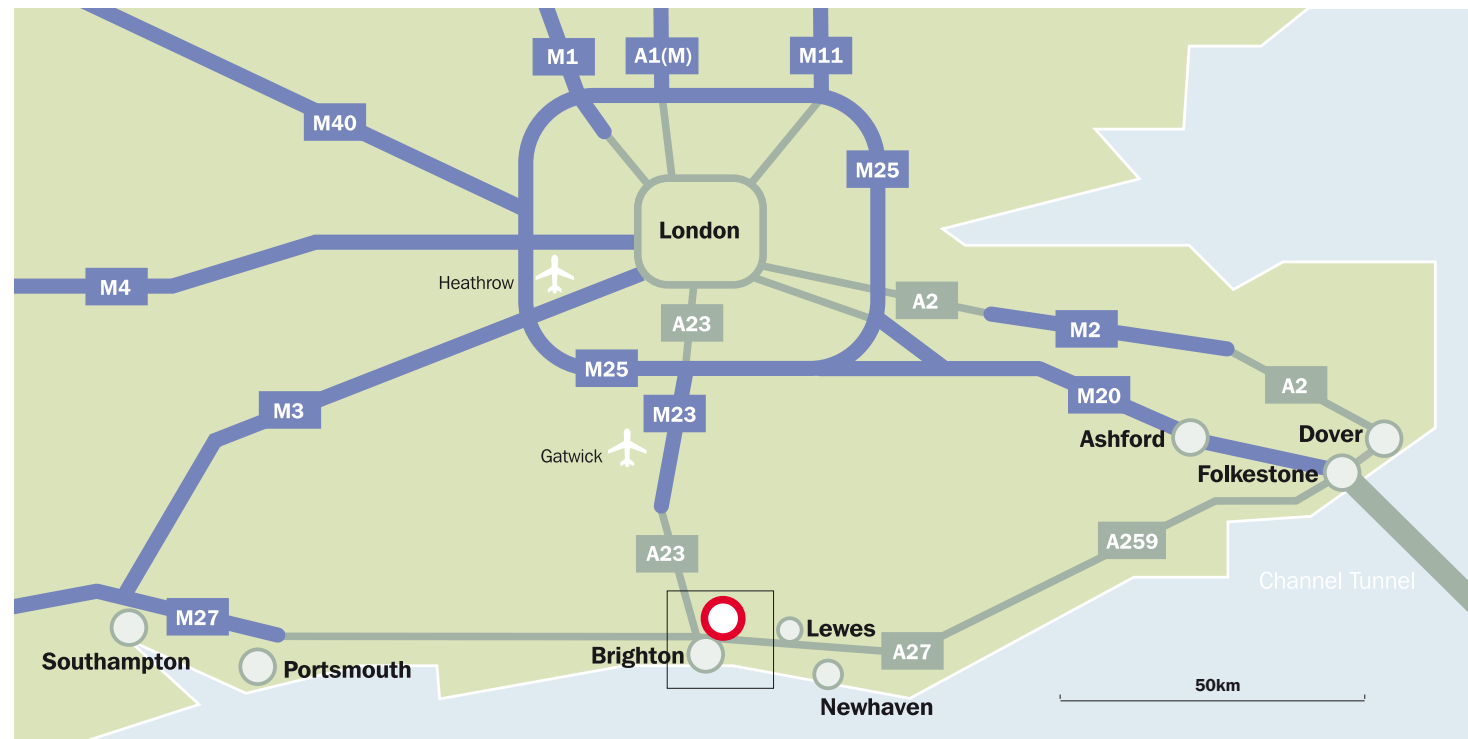 M1
A1(M)
M11
M40
M25
London
Heathrow
M4
A2
A23
M2
M25
A2
M20
M3
M23
Dover
Ashford
Gatwick
Folkestone
A259
A23
Channel Tunnel
M27
Lewes
A27
Brighton
Southampton
Portsmouth
50km
Newhaven